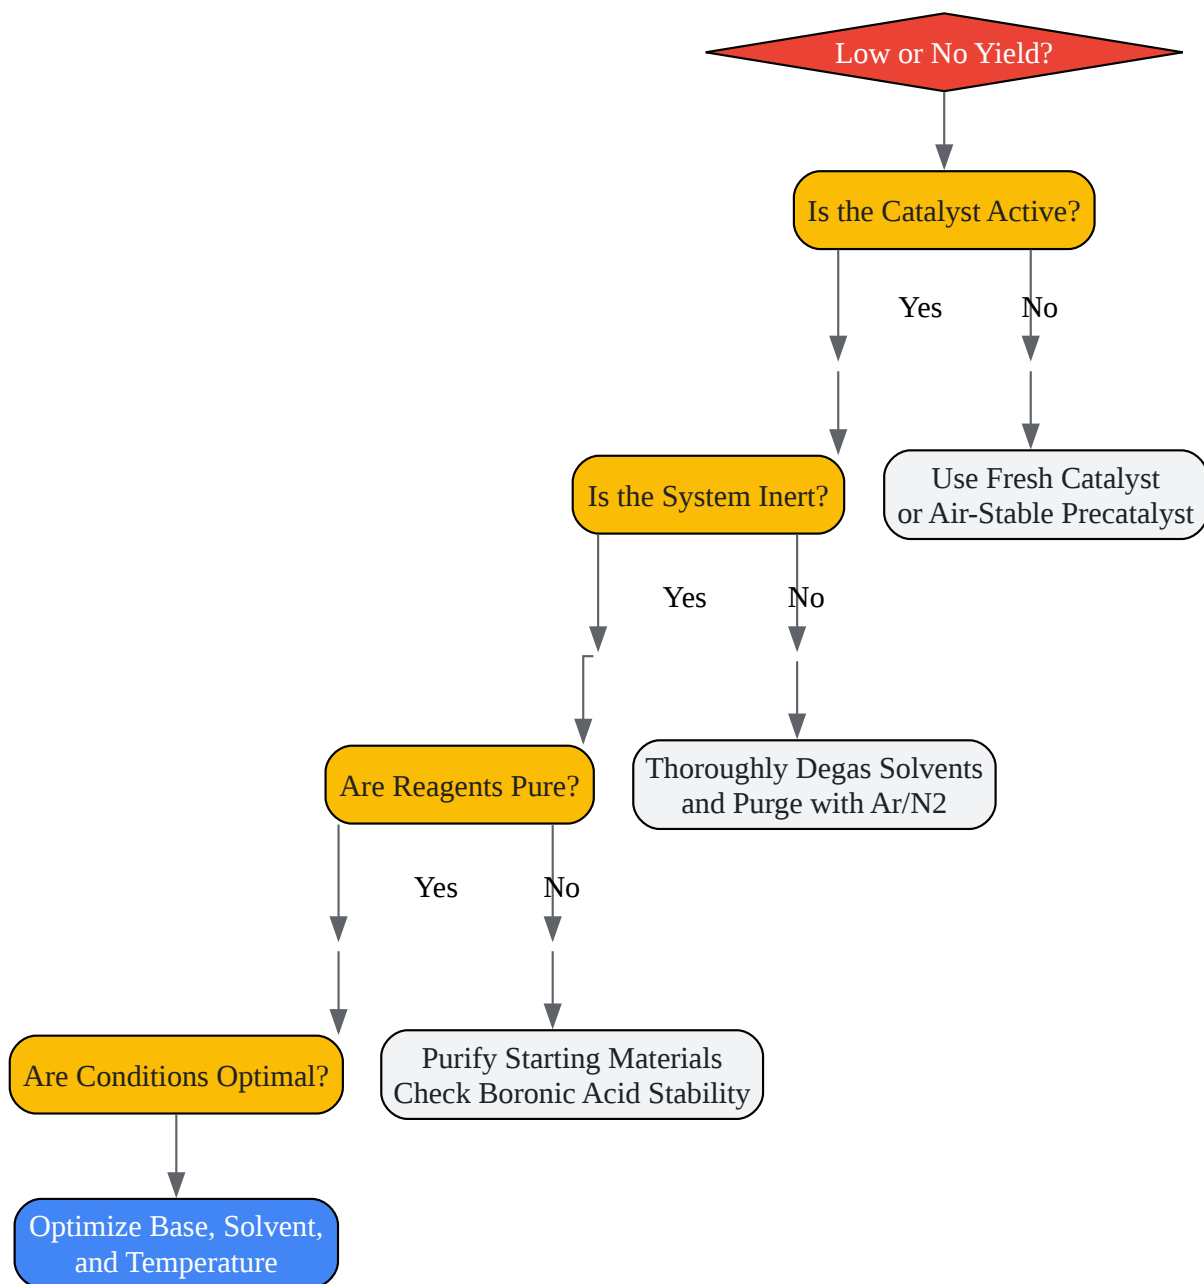 Low or No Yield?
Is the Catalyst Active?
Yes
No
Is the System Inert?
Use Fresh Catalyst
or Air-Stable Precatalyst
Yes
No
Are Reagents Pure?
Thoroughly Degas Solvents
and Purge with Ar/N2
Yes
No
Are Conditions Optimal?
Purify Starting Materials
Check Boronic Acid Stability
Optimize Base, Solvent,
and Temperature